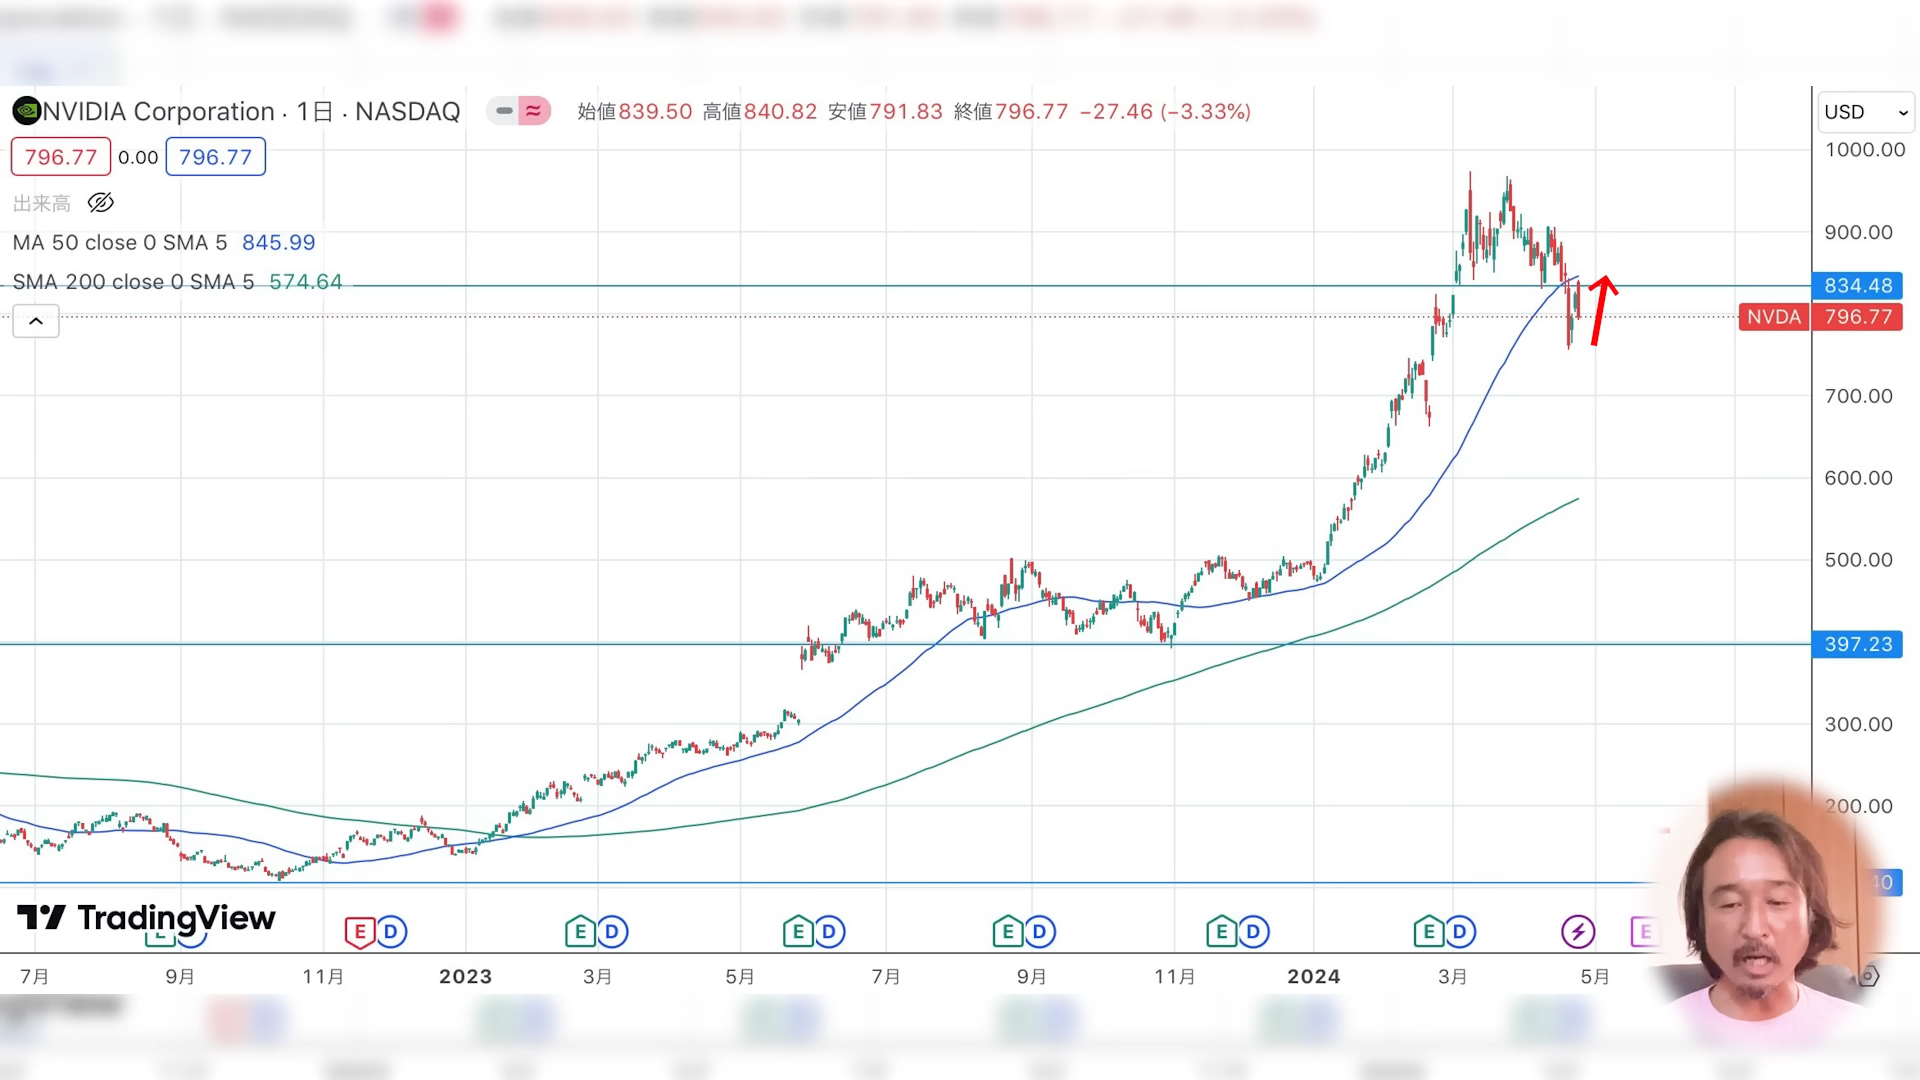 NVIDIA Corporation · 1日 · NASDAQ
始値839.50 高値840.82 安値791.83 終値796.77 −27.46 (−3.33%)
USD
796.77 0.00 796.77
出来高
MA 50 close 0 SMA 5 845.99
SMA 200 close 0 SMA 5 574.64
1000.00
900.00
834.48
NVDA 796.77
700.00
600.00
500.00
397.23
300.00
200.00
40
TradingView
E D E D E D E D E D E D E
7月 9月 11月 2023 3月 5月 7月 9月 11月 2024 3月 5月